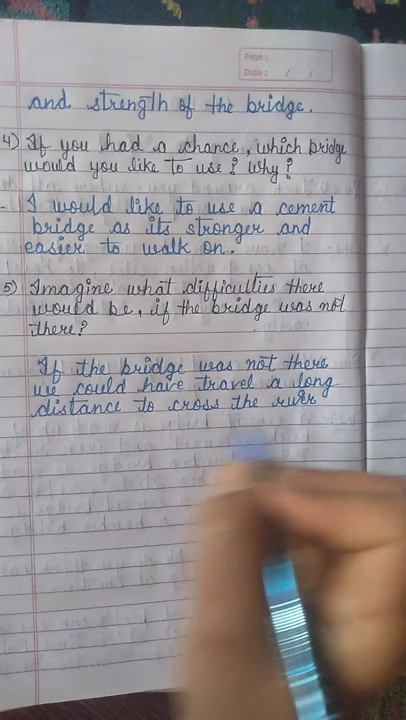 Page :
Date : / /
and strength of the bridge.
4) If you had a chance, which bridge
would you like to use? Why?
- I would like to use a cement
bridge as its stronger and
easier to walk on.
5) Imagine what difficulties there
would be, if the bridge was not
there?
If the bridge was not there
we could have travel a long
distance to cross the river